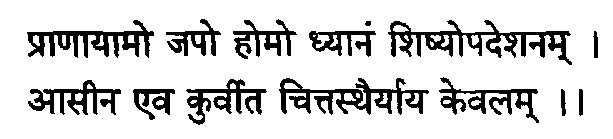 प्राणायामो जपो होमो ध्यानं शिष्योपदेशनम् ।
आसीन एव कुर्वीत चित्तस्थैर्याय केवलम् ।।